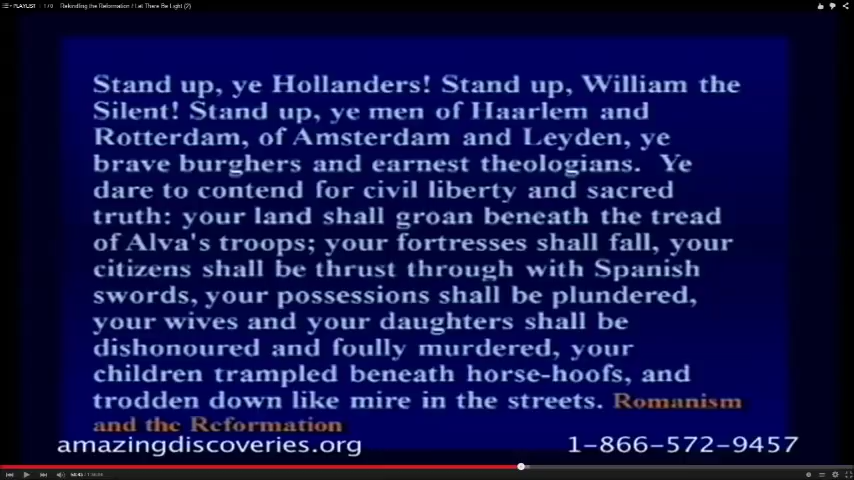 PLAYLIST Rekindling the Reformation / Let There Be Light (2)
Stand up, ye Hollanders! Stand up, William the
Silent! Stand up, ye men of Haarlem and
Rotterdam, of Amsterdam and Leyden, ye
brave burghers and earnest theologians. Ye
dare to contend for civil liberty and sacred
truth: your land shall groan beneath the tread
of Alva's troops; your fortresses shall fall, your
citizens shall be thrust through with Spanish
swords, your possessions shall be plundered,
your wives and your daughters shall be
dishonoured and foully murdered, your
children trampled beneath horse-hoofs, and
trodden down like mire in the streets. Romanism
and the Reformation
amazingdiscoveries.org 1-866-572-9457